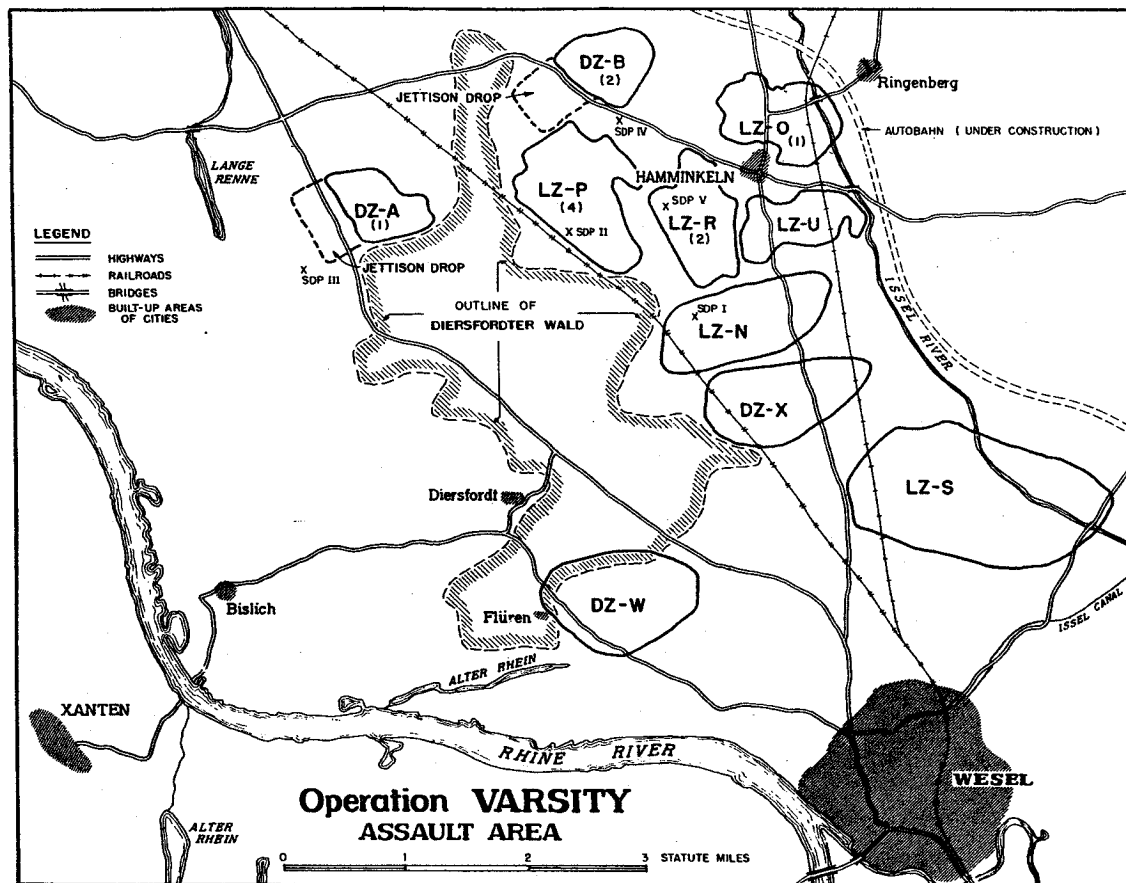 DZ-B
(2)
JETTISON DROP
SDP IV
Ringenberg
LZ-O
(1)
AUTOBAHN ( UNDER CONSTRUCTION)
LANGE
RENNE
HAMMINKELN
LZ-P
(4)
SDP II
SDP V
LZ-R
(2)
LZ-U
DZ-A
(1)
JETTISON DROP
SDP III
LEGEND
HIGHWAYS
RAILROADS
BRIDGES
BUILT-UP AREAS
OF CITIES
OUTLINE OF
DIERSFORDTER WALD
SDP I
LZ-N
ISSEL RIVER
DZ-X
LZ-S
Diersfordt
Bislich
DZ-W
Flüren
ISSEL CANAL
ALTER RHEIN
XANTEN
RHINE RIVER
WESEL
Operation VARSITY
ASSAULT AREA
ALTER
RHEIN
0 1 2 3 STATUTE MILES